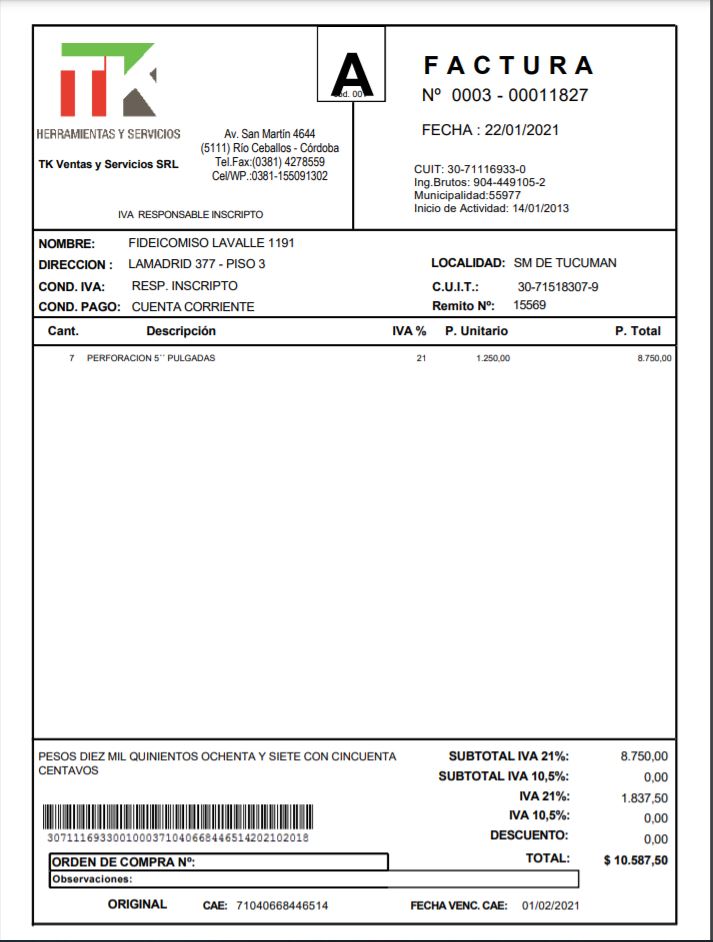 A
Cod. 001
FACTURA
Nº 0003 - 00011827
FECHA : 22/01/2021
TK
HERRAMIENTAS Y SERVICIOS
TK Ventas y Servicios SRL
Av. San Martín 4644
(5111) Río Ceballos - Córdoba
Tel.Fax:(0381) 4278559
Cel/WP.:0381-155091302
IVA RESPONSABLE INSCRIPTO
CUIT: 30-71116933-0
Ing.Brutos: 904-449105-2
Municipalidad:55977
Inicio de Actividad: 14/01/2013
NOMBRE: FIDEICOMISO LAVALLE 1191
DIRECCION : LAMADRID 377 - PISO 3 LOCALIDAD: SM DE TUCUMAN
COND. IVA: RESP. INSCRIPTO C.U.I.T.: 30-71518307-9
COND. PAGO: CUENTA CORRIENTE Remito Nº: 15569
Cant. Descripción IVA % P. Unitario P. Total
7 PERFORACION 5´´ PULGADAS 21 1.250,00 8.750,00
PESOS DIEZ MIL QUINIENTOS OCHENTA Y SIETE CON CINCUENTA
CENTAVOS
SUBTOTAL IVA 21%: 8.750,00
SUBTOTAL IVA 10,5%: 0,00
IVA 21%: 1.837,50
IVA 10,5%: 0,00
DESCUENTO: 0,00
TOTAL: $ 10.587,50
3071116933001000371040668446514202102018
ORDEN DE COMPRA Nº:
Observaciones:
ORIGINAL CAE: 71040668446514 FECHA VENC. CAE: 01/02/2021